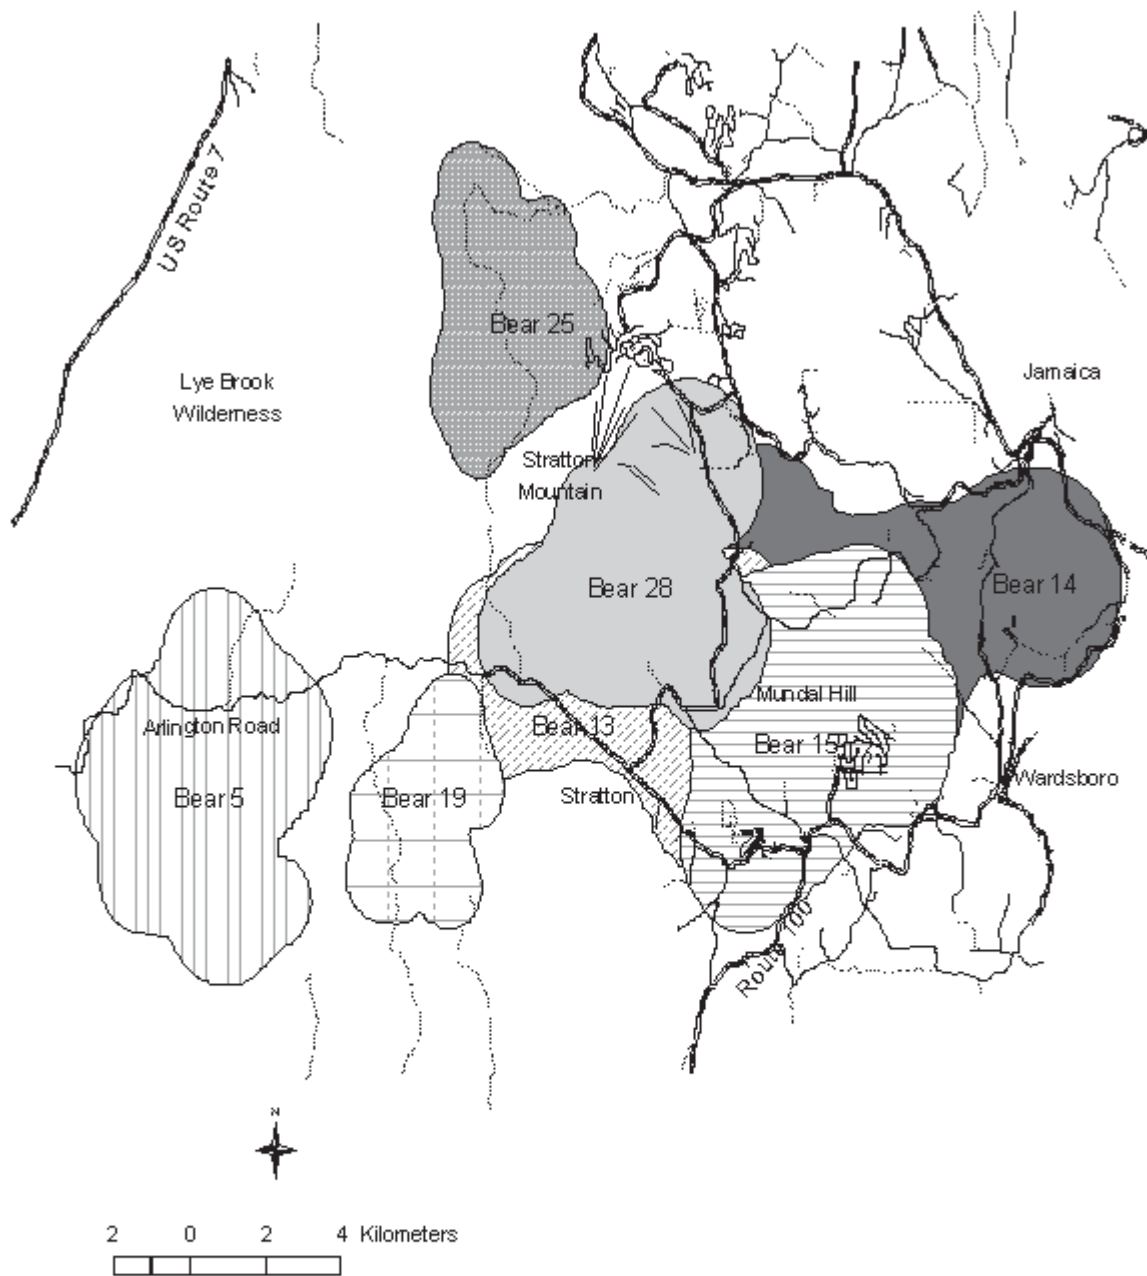 US Route 7
Bear 25
Lye Brook
Wilderness
Jamaica
Stratton
Mountain
Bear 28
Bear 14
Mundal Hill
Arlington Road
Bear 13
Bear 15
Bear 5
Bear 19
Stratton
Wardsboro
Route 100
N
2 0 2 4 Kilometers